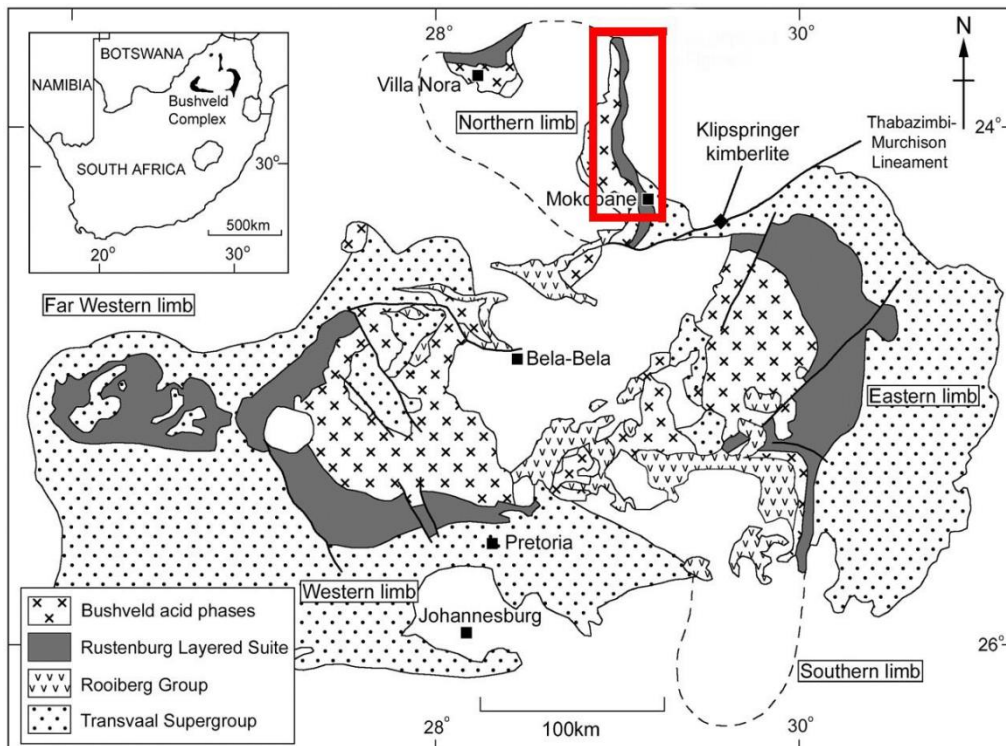 28°
30°
N
BOTSWANA
NAMIBIA
Bushveld
Complex
SOUTH AFRICA
30°
500km
20°
30°
Villa Nora
Northern limb
Klipspringer
kimberlite
24°
Thabazimbi-
Murchison
Lineament
Mokopane
Far Western limb
Bela-Bela
Eastern limb
Pretoria
Western limb
Johannesburg
26°
Southern limb
Bushveld acid phases
Rustenburg Layered Suite
Rooiberg Group
Transvaal Supergroup
28°
100km
30°